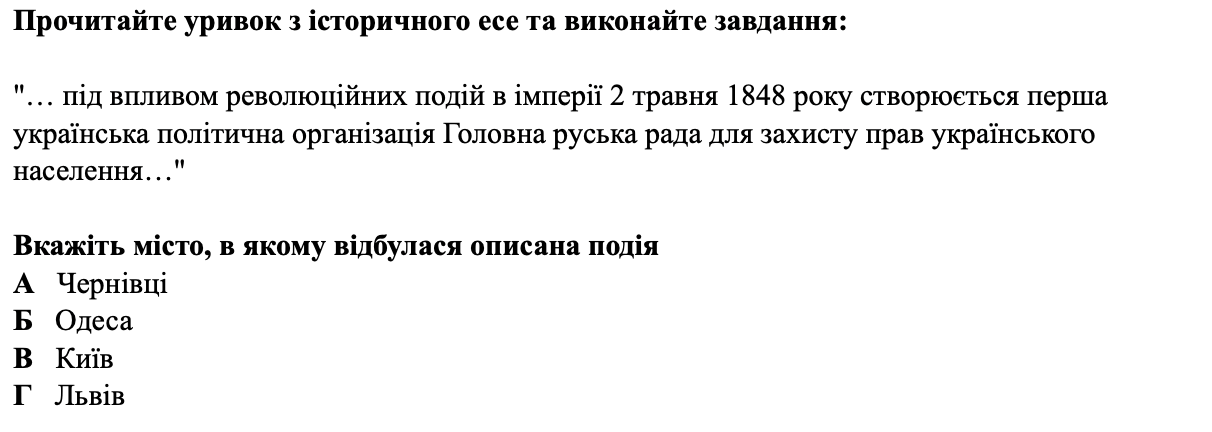 Прочитайте уривок з історичного есе та виконайте завдання:
"… під впливом революційних подій в імперії 2 травня 1848 року створюється перша
українська політична організація Головна руська рада для захисту прав українського
населення…"
Вкажіть місто, в якому відбулася описана подія
А Чернівці
Б Одеса
В Київ
Г Львів